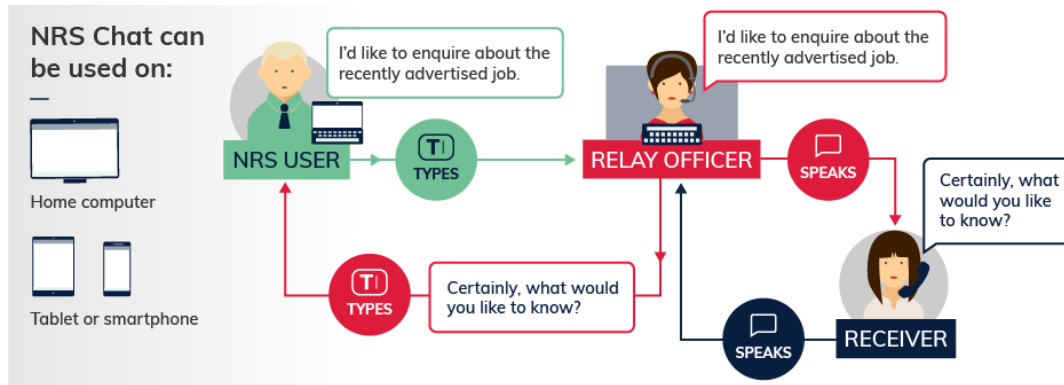 NRS Chat can
be used on:
Home computer
Tablet or smartphone
I'd like to enquire about the
recently advertised job.
NRS USER
T
TYPES
I'd like to enquire about the
recently advertised job.
RELAY OFFICER
SPEAKS
Certainly, what
would you like
to know?
RECEIVER
SPEAKS
Certainly, what would
you like to know?
T
TYPES